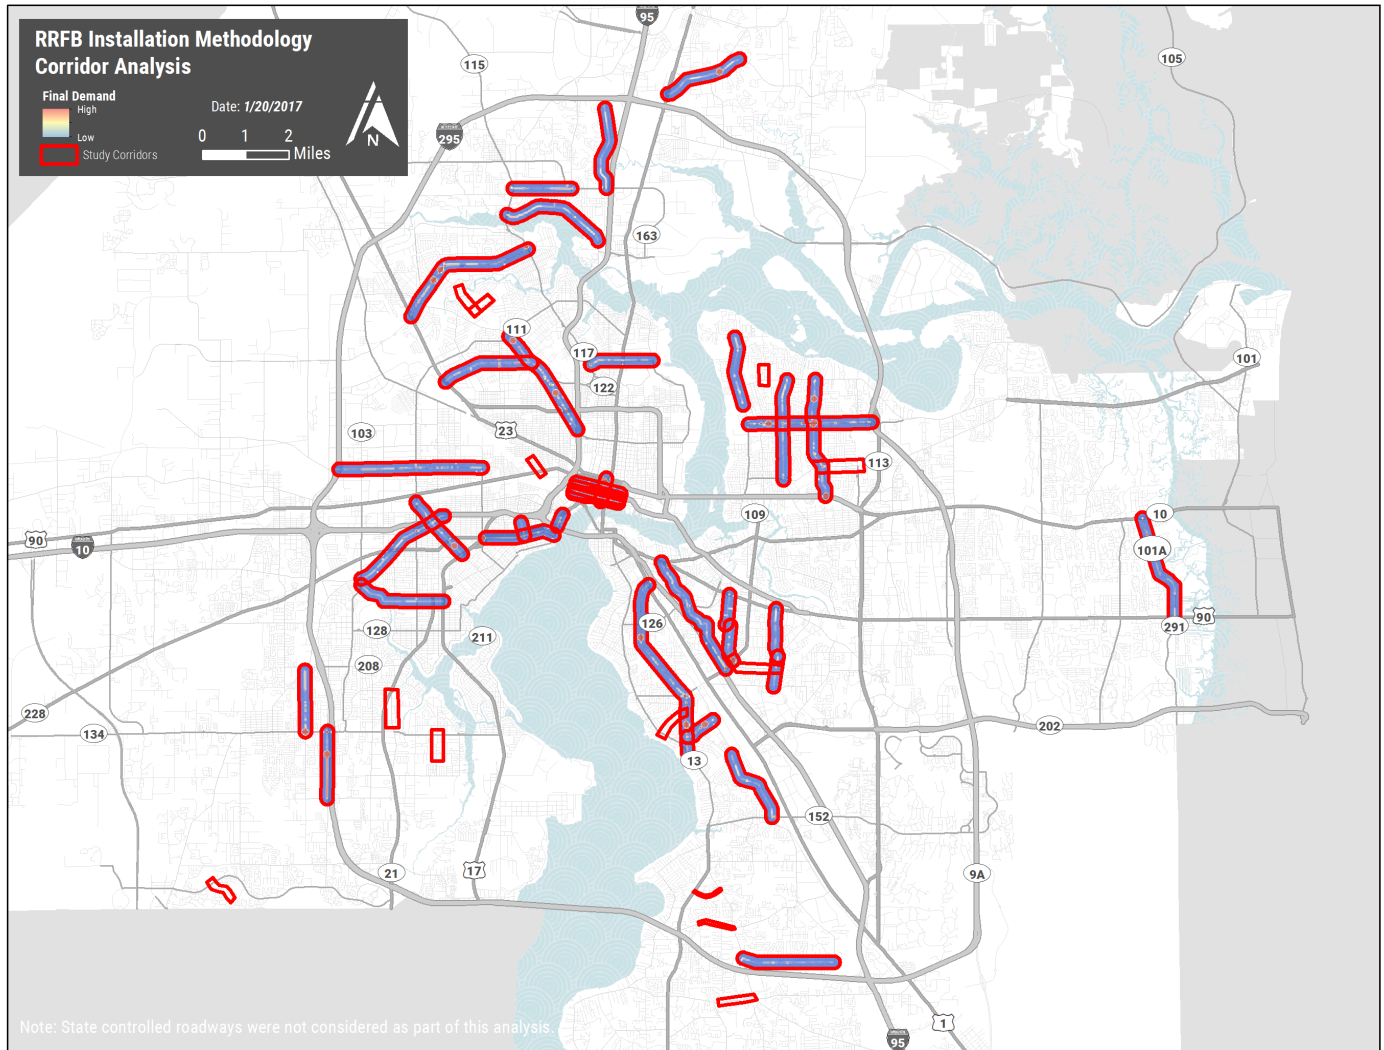 RRFB Installation Methodology
Corridor Analysis
Final Demand
High
Low
Study Corridors
Date: 1/20/2017
0 1 2
Miles
N
95
105
115
295
163
101
111
117
122
103
23
113
109
10
90
10
101A
90
291
126
128
211
208
228
134
202
13
152
21
17
9A
1
95
Note: State controlled roadways were not considered as part of this analysis.